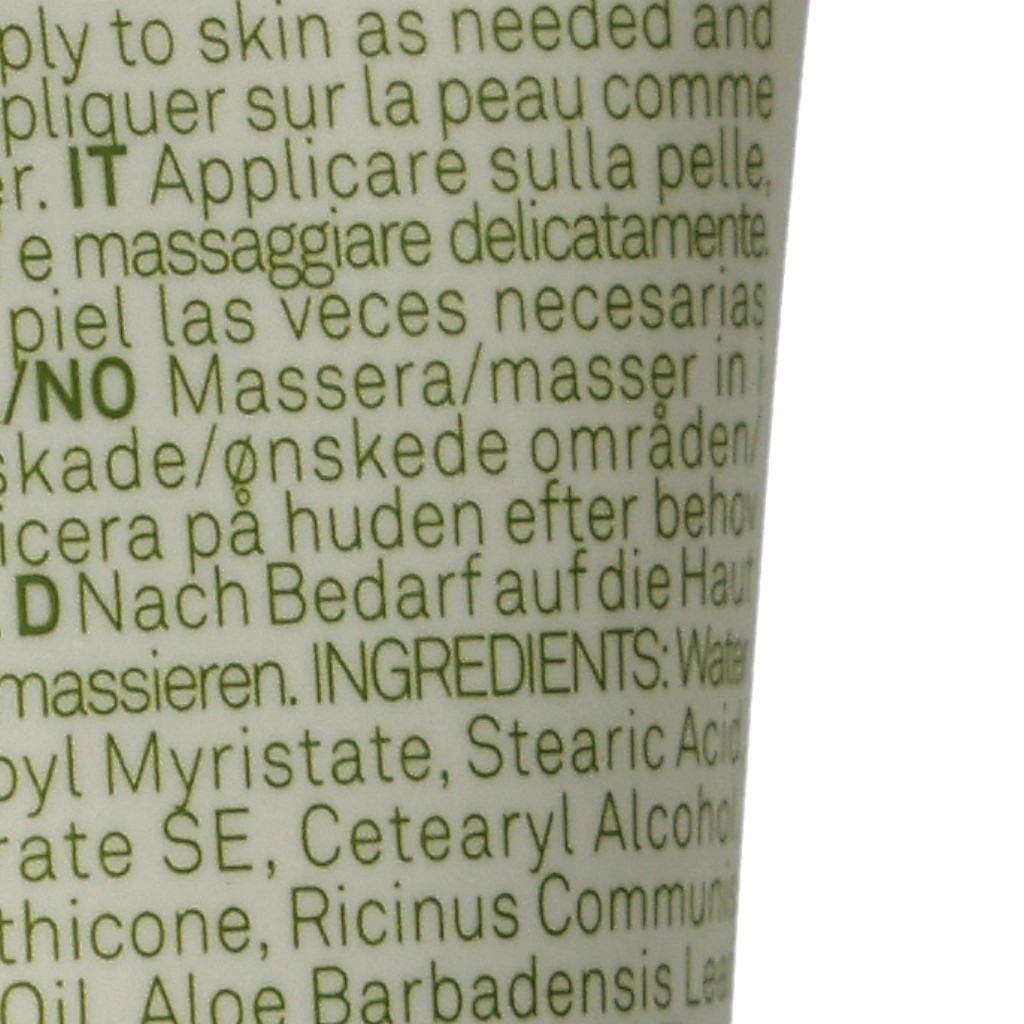 ply to skin as needed and
pliquer sur la peau comme
er. IT Applicare sulla pelle,
e massaggiare delicatamente.
piel las veces necesarias
/NO Massera/masser in i
skade/ønskede områden/
icera på huden efter behov
D Nach Bedarf auf die Haut
massieren. INGREDIENTS: Water
pyl Myristate, Stearic Acid
rate SE, Cetearyl Alcohol,
thicone, Ricinus Communis
Oil, Aloe Barbadensis Leaf